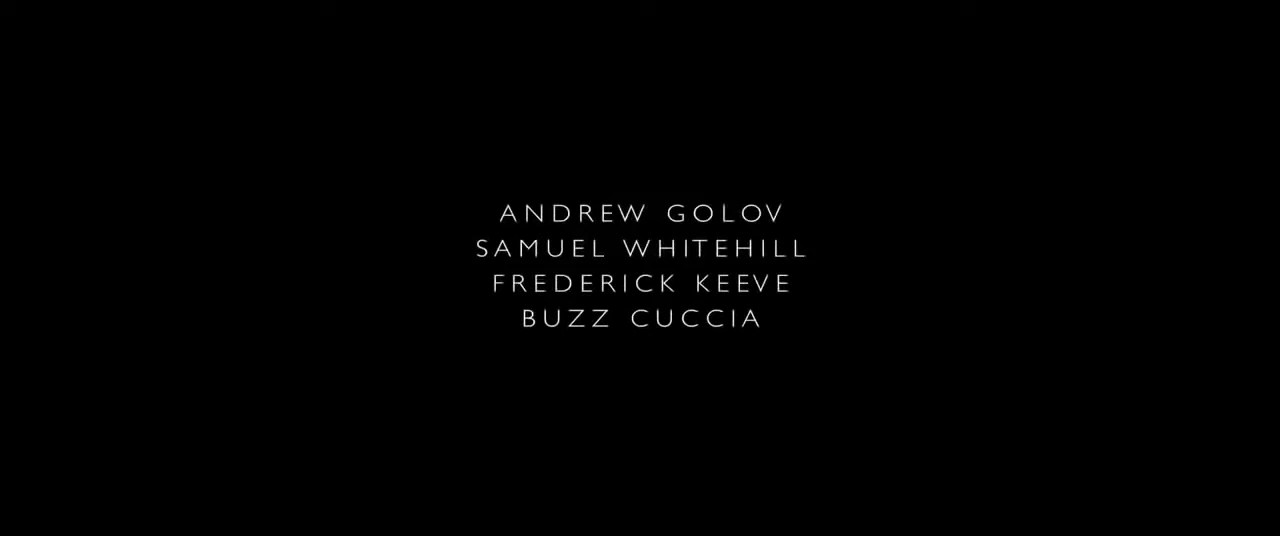 ANDREW GOLOV
SAMUEL WHITEHILL
FREDERICK KEEVE
BUZZ CUCCIA